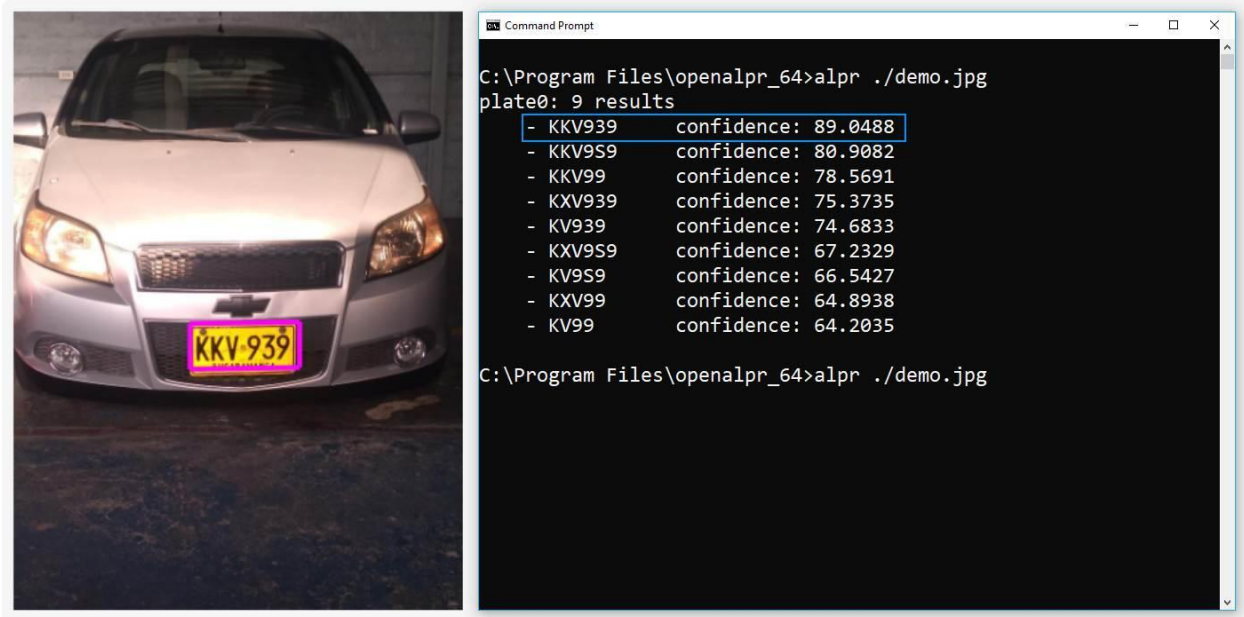 KKV·939
BUCARAMANGA
Command Prompt
C:\Program Files\openalpr_64>alpr ./demo.jpg
plate0: 9 results
- KKV939 confidence: 89.0488
- KKV9S9 confidence: 80.9082
- KKV99 confidence: 78.5691
- KXV939 confidence: 75.3735
- KV939 confidence: 74.6833
- KXV9S9 confidence: 67.2329
- KV9S9 confidence: 66.5427
- KXV99 confidence: 64.8938
- KV99 confidence: 64.2035
C:\Program Files\openalpr_64>alpr ./demo.jpg